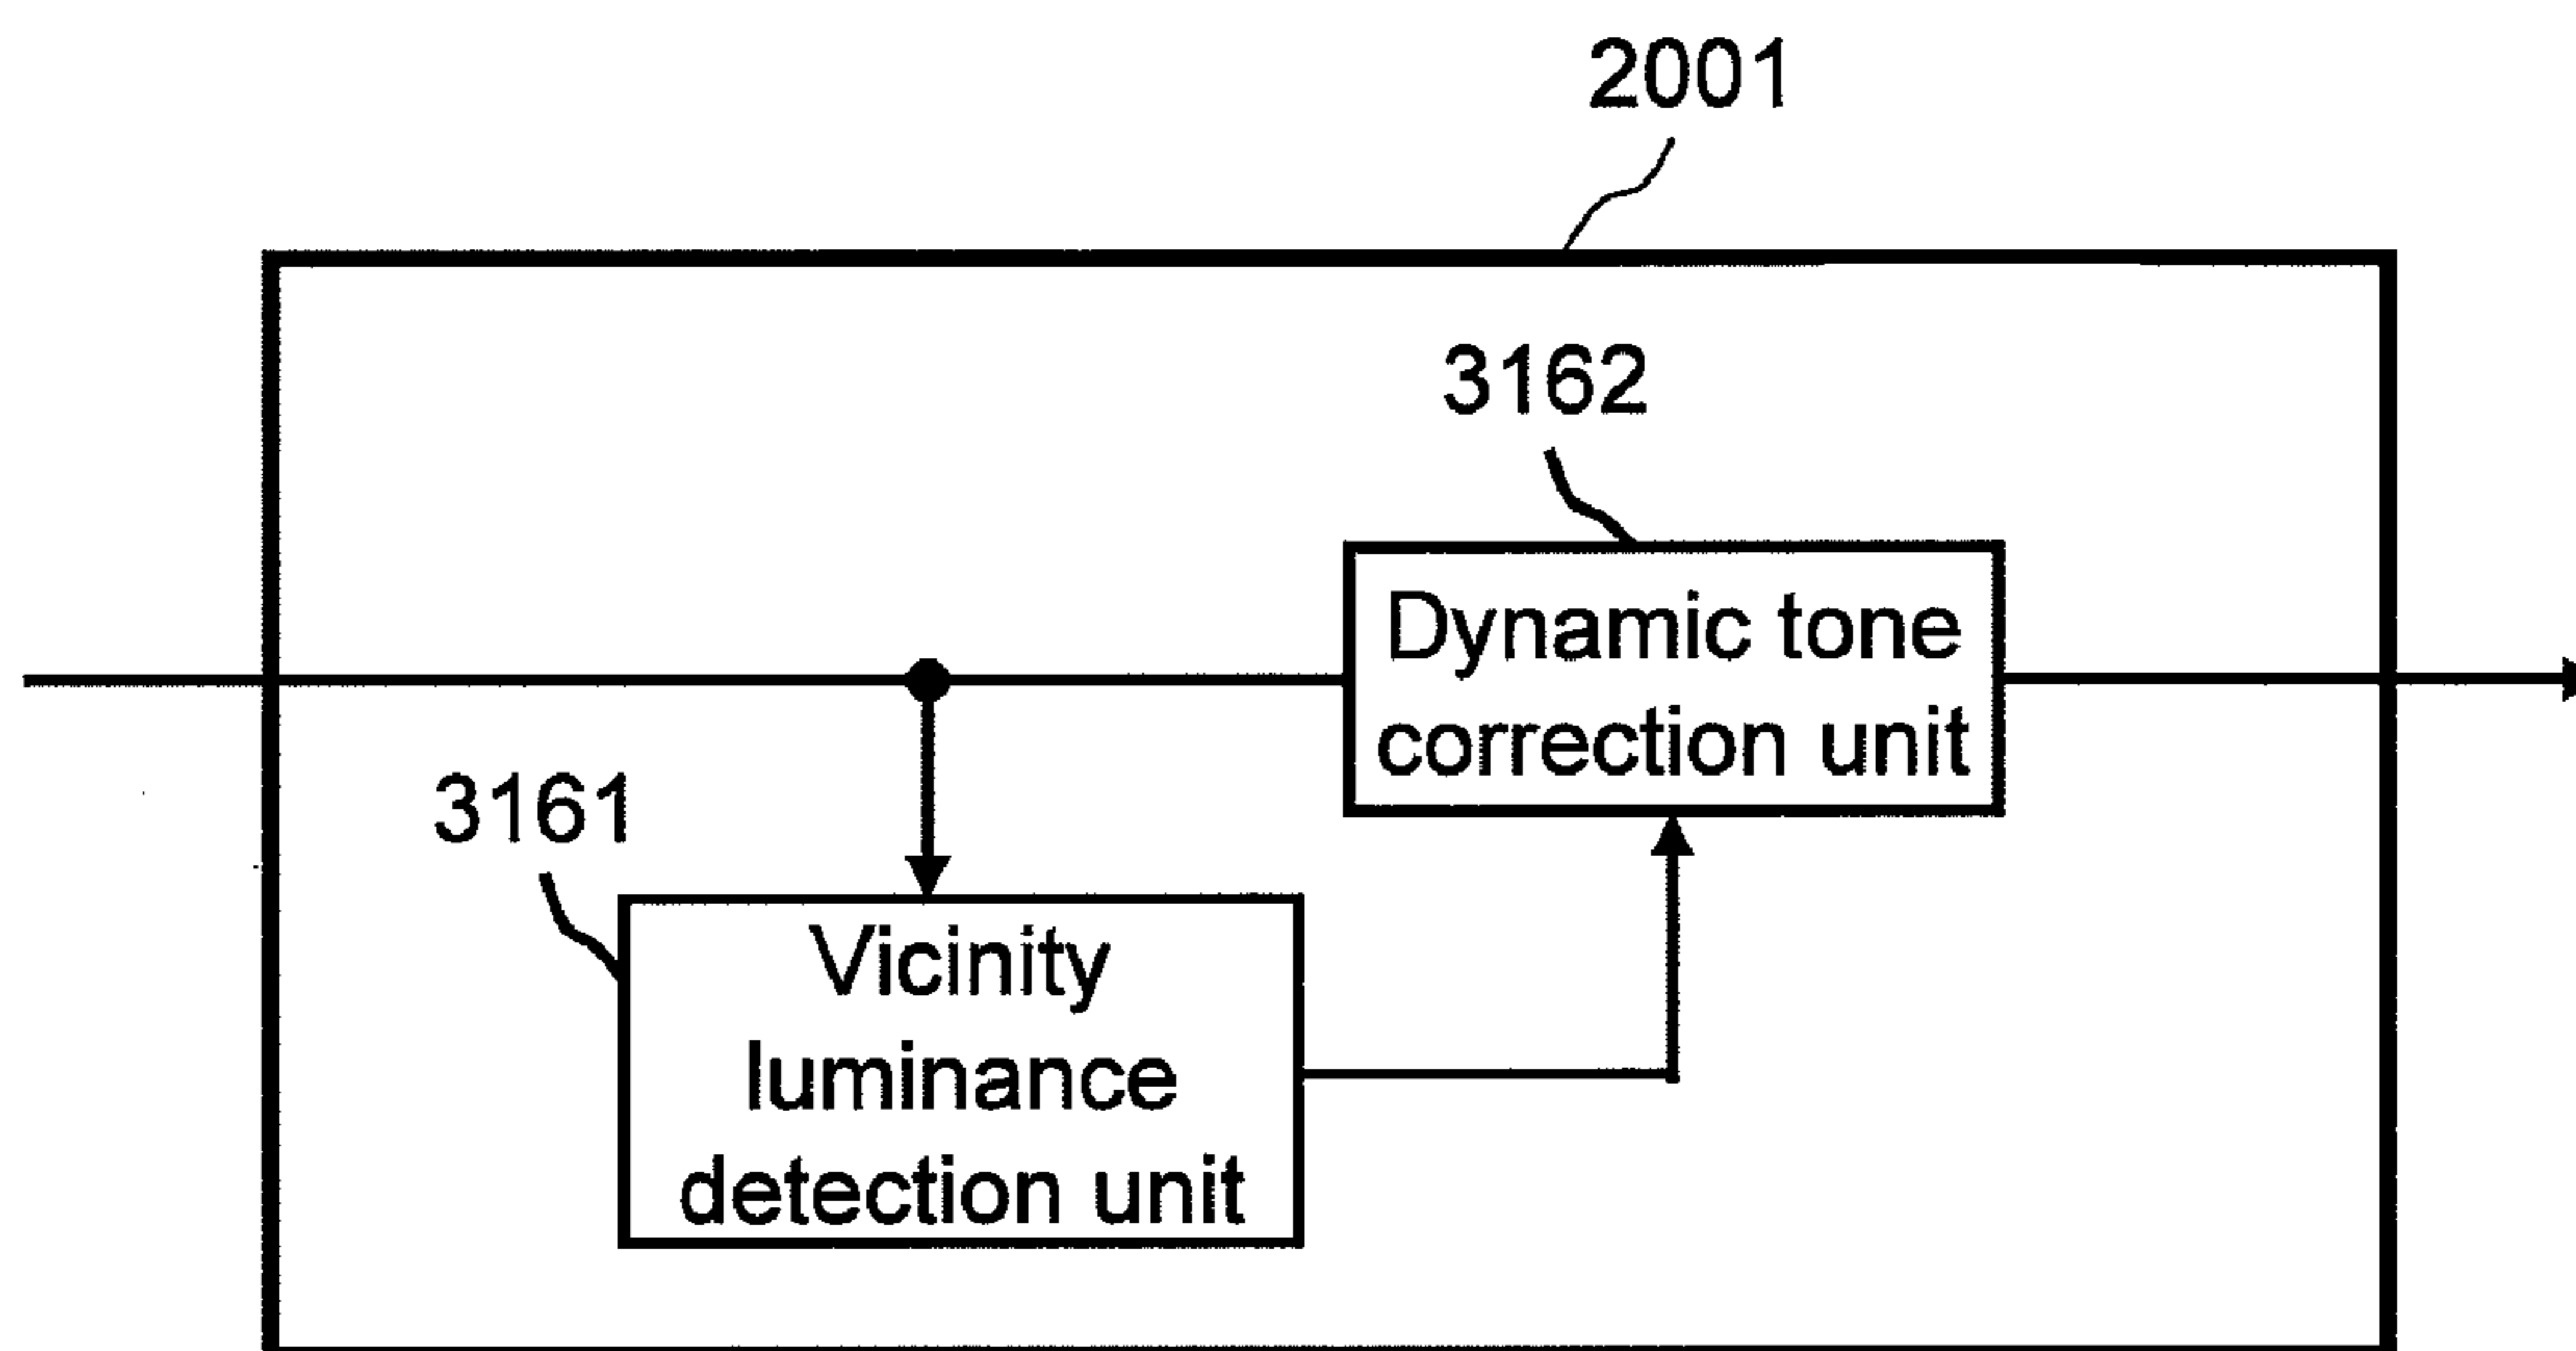 2001
3162
Dynamic tone
correction unit
3161
Vicinity
luminance
detection unit